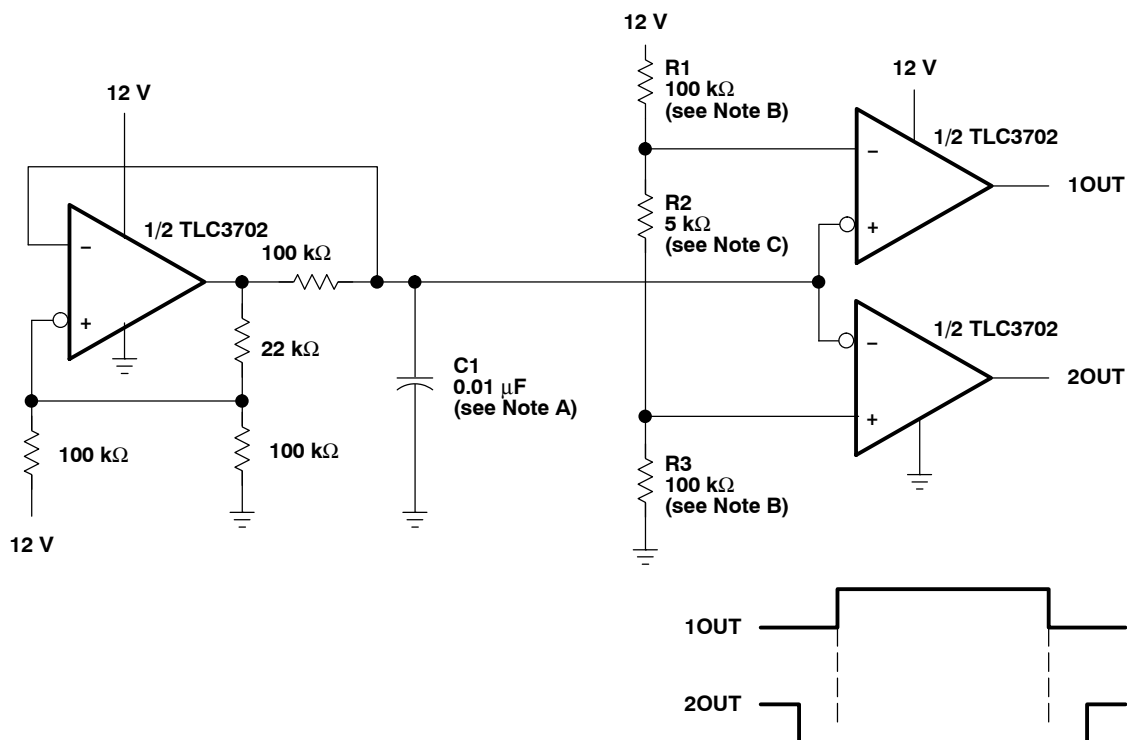 12 V
1/2 TLC3702
−
+
100 kΩ
22 kΩ
100 kΩ
100 kΩ
12 V
C1
0.01 μF
(see Note A)
12 V
R1
100 kΩ
(see Note B)
R2
5 kΩ
(see Note C)
R3
100 kΩ
(see Note B)
12 V
1/2 TLC3702
−
+
1OUT
1/2 TLC3702
−
+
2OUT
1OUT
2OUT